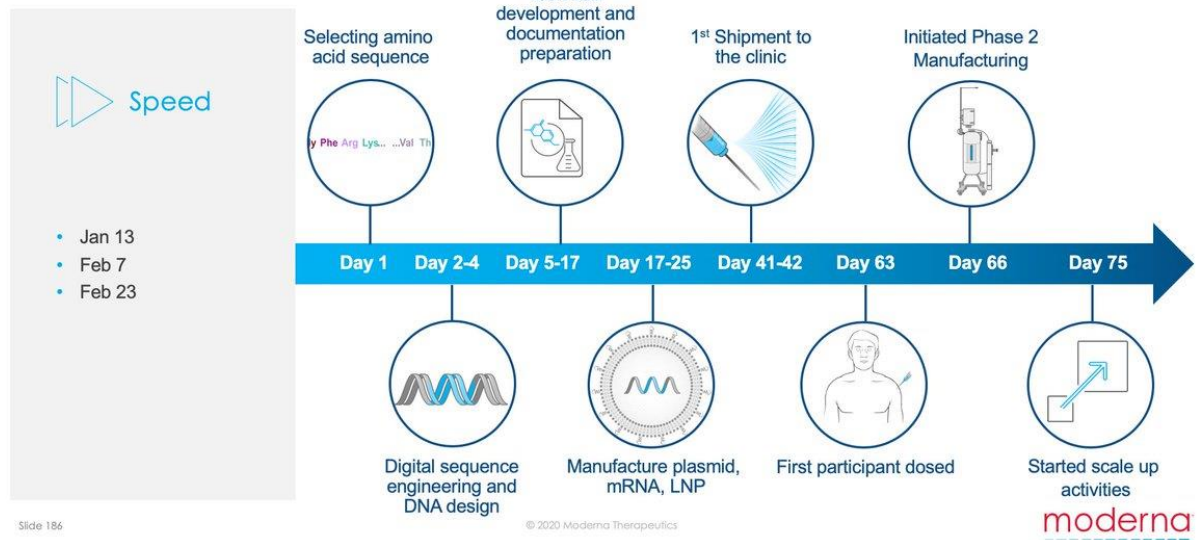 Speed
• Jan 13
• Feb 7
• Feb 23
Selecting amino
acid sequence
y Phe Arg Lys... ...Val Th
development and
documentation
preparation
1st Shipment to
the clinic
Initiated Phase 2
Manufacturing
Day 1 Day 2-4 Day 5-17 Day 17-25 Day 41-42 Day 63 Day 66 Day 75
Digital sequence
engineering and
DNA design
Manufacture plasmid,
mRNA, LNP
First participant dosed
Started scale up
activities
Slide 186
© 2020 Moderna Therapeutics
moderna